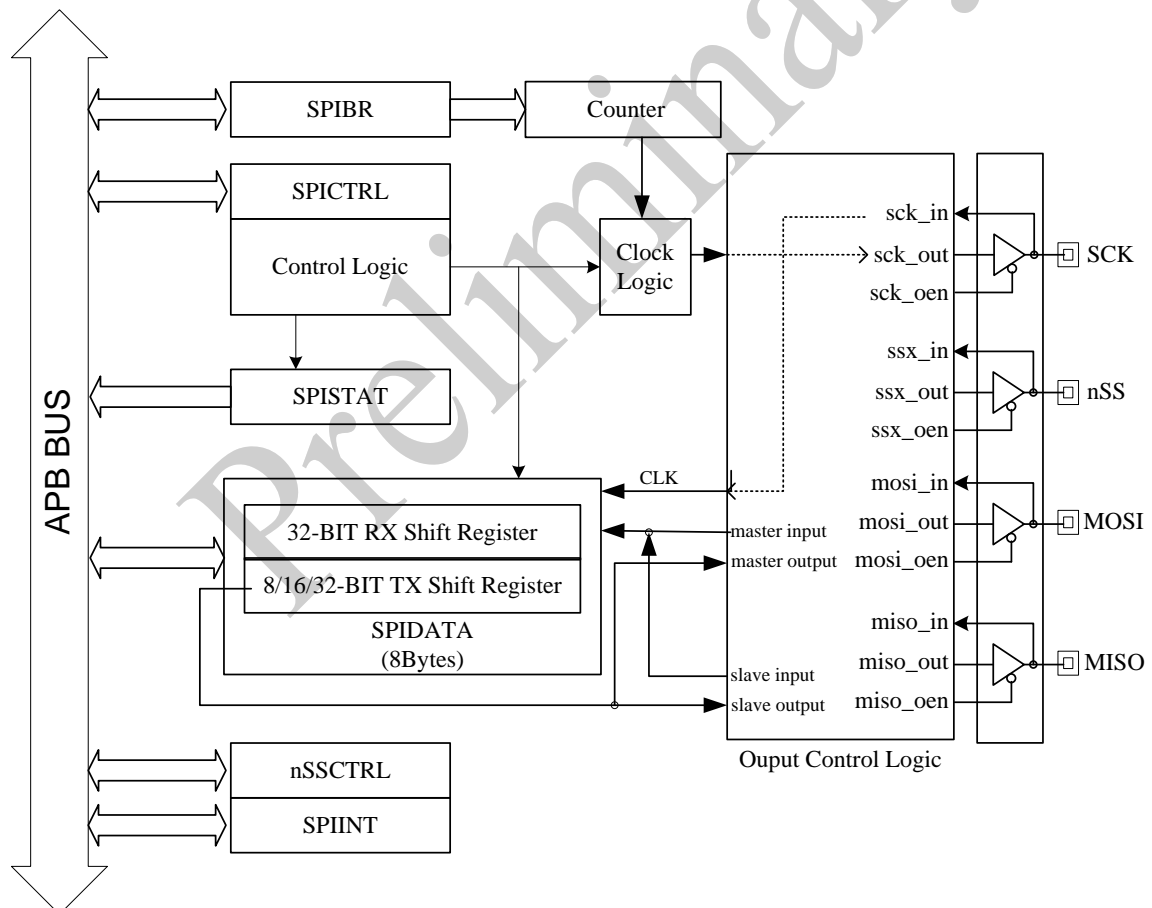 Preliminary
APB BUS
SPIBR
Counter
SPICTRL
Control Logic
Clock
Logic
SPISTAT
CLK
32-BIT RX Shift Register
8/16/32-BIT TX Shift Register
SPIDATA
(8Bytes)
master input
master output
slave input
slave output
nSSCTRL
SPIINT
sck_in
sck_out
sck_oen
SCK
ssx_in
ssx_out
ssx_oen
nSS
mosi_in
mosi_out
mosi_oen
MOSI
miso_in
miso_out
miso_oen
MISO
Ouput Control Logic